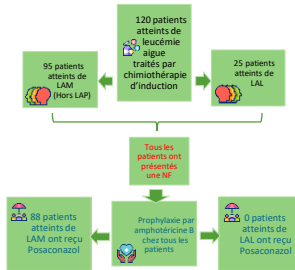 120 patients
atteints de
leucémie
aigue
traités par
chimiothérapie
d'induction
95 patients
atteints de
LAM
(Hors LAP)
25 patients
atteints de
LAL
Tous les
patients ont
présentés
une NF
88 patients
atteints de
LAM ont reçu
Posaconazol
Prophylaxie par
amphotéricine B
chez tous les
patients
0 patients
atteints de
LAL ont reçu
Posaconazol